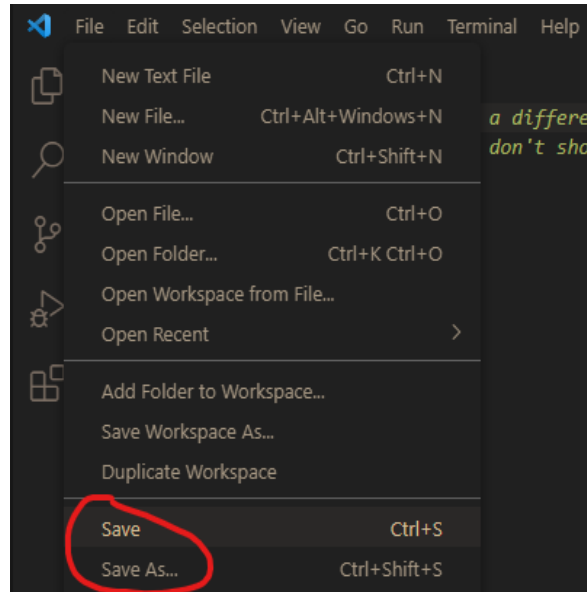 File Edit Selection View Go Run Terminal Help
New Text File Ctrl+N
New File... Ctrl+Alt+Windows+N
a differe
New Window Ctrl+Shift+N
don't sho
Open File... Ctrl+O
Open Folder... Ctrl+K Ctrl+O
Open Workspace from File...
Open Recent
Add Folder to Workspace...
Save Workspace As...
Duplicate Workspace
Save Ctrl+S
Save As... Ctrl+Shift+S